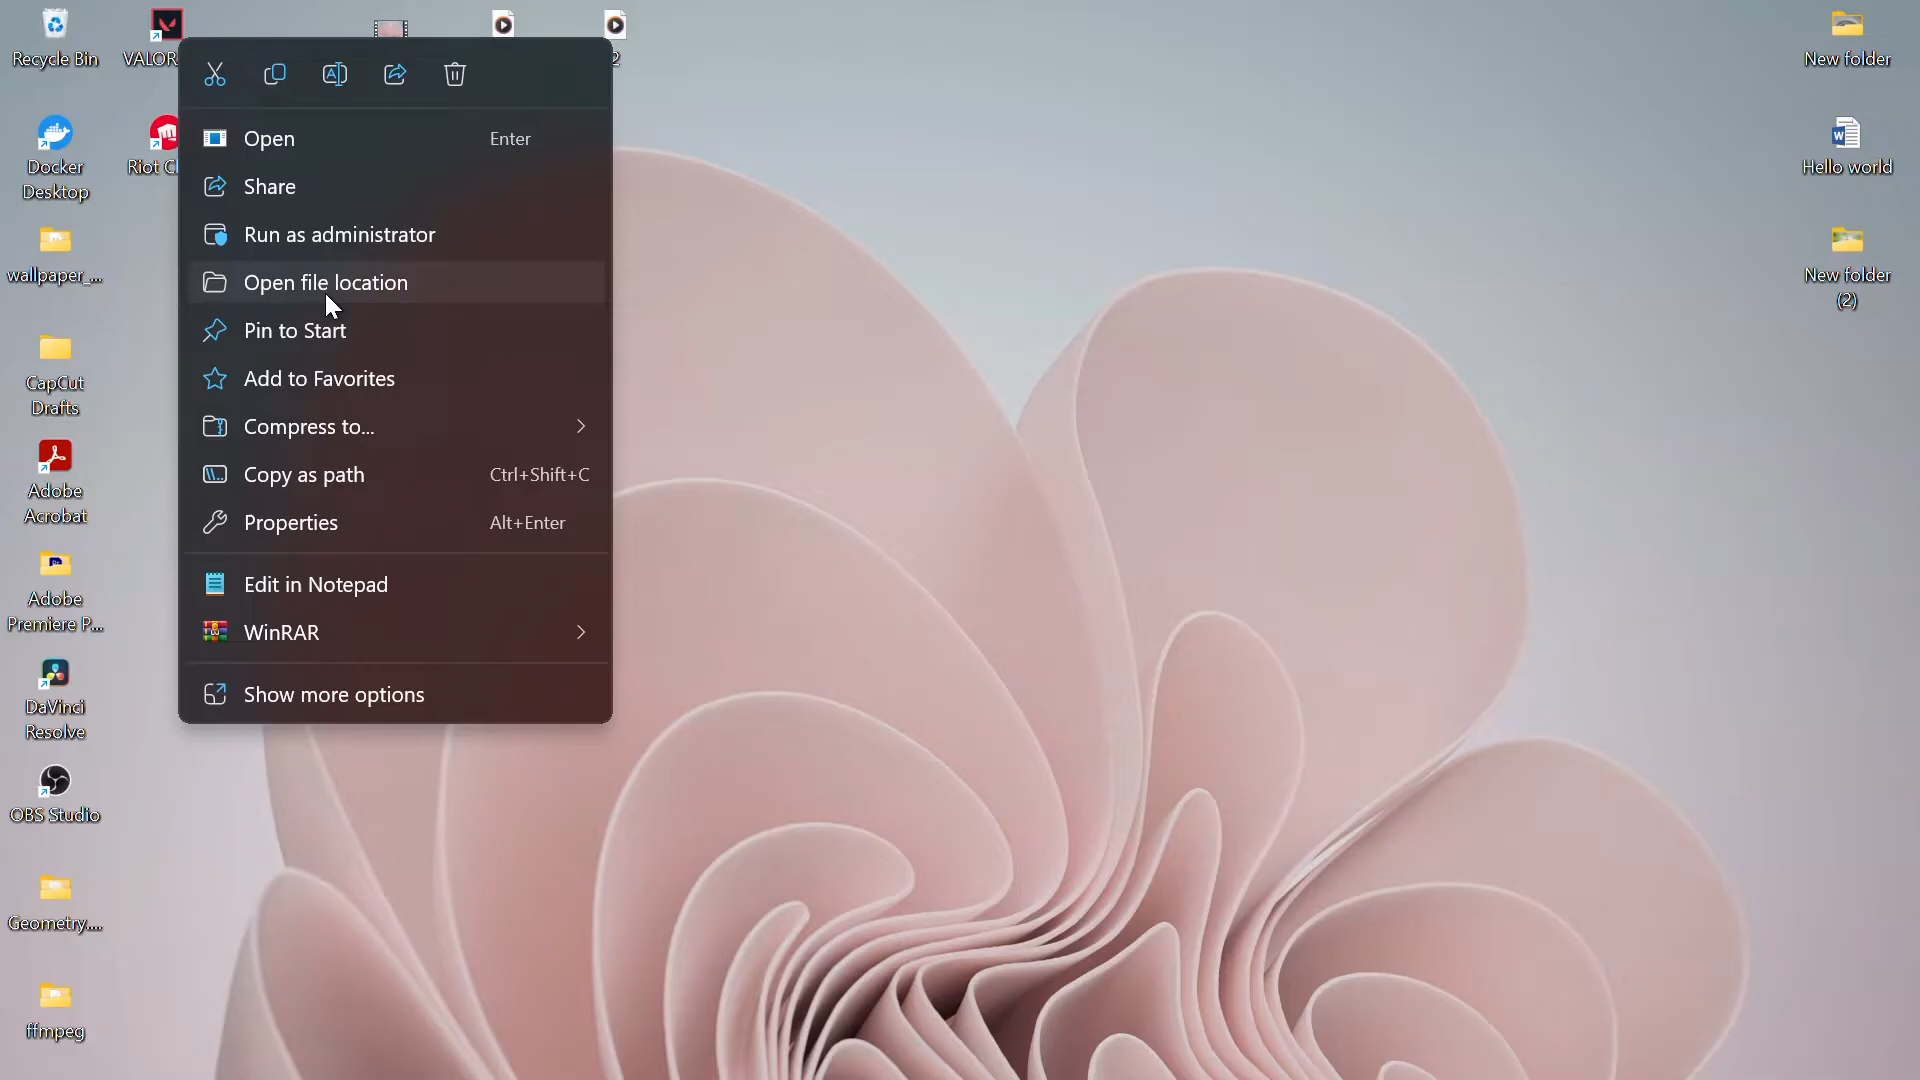 Recycle Bin
VALOR
2
New folder
Docker
Desktop
Riot Cl
Hello world
wallpaper_...
New folder
(2)
CapCut
Drafts
Adobe
Acrobat
Adobe
Premiere P...
DaVinci
Resolve
OBS Studio
Geometry....
ffmpeg
Open Enter
Share
Run as administrator
Open file location
Pin to Start
Add to Favorites
Compress to...
Copy as path Ctrl+Shift+C
Properties Alt+Enter
Edit in Notepad
WinRAR
Show more options